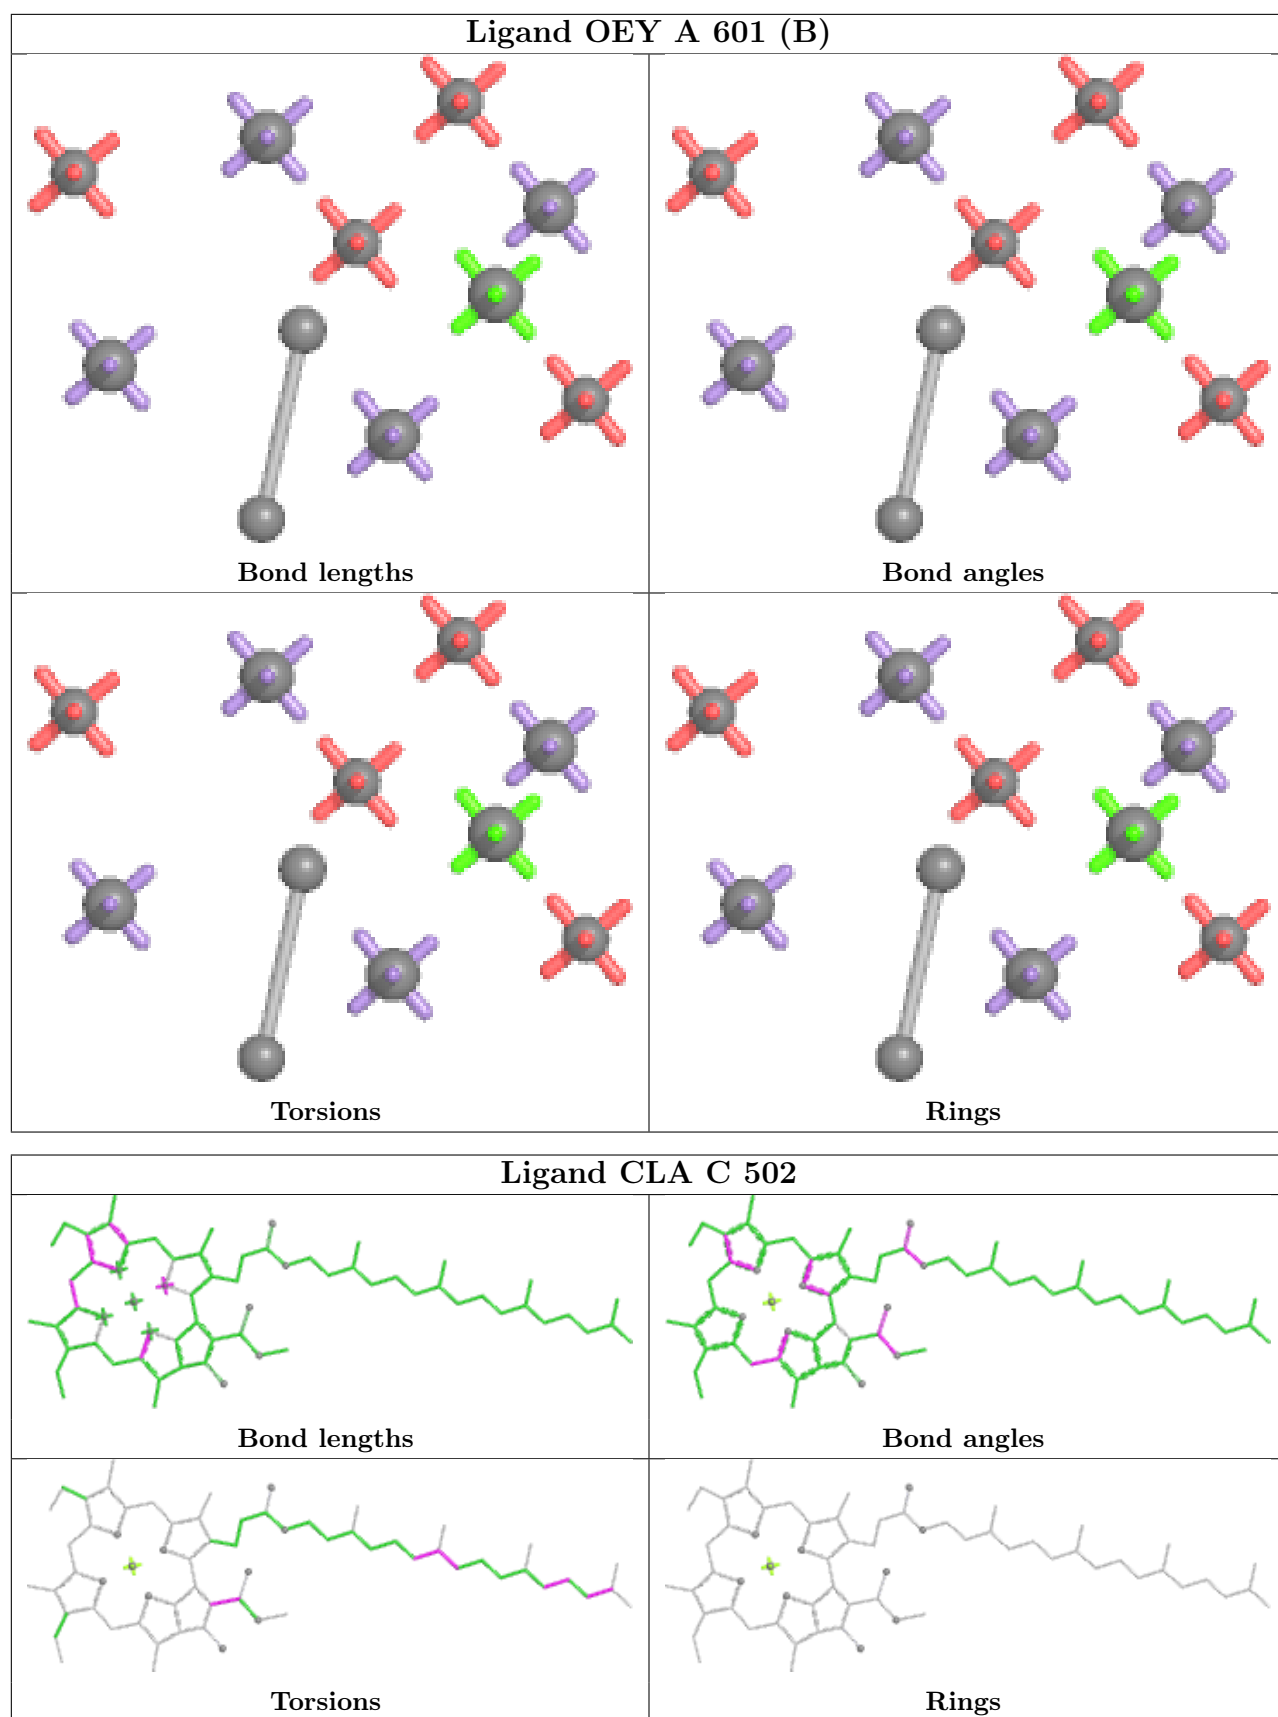 Ligand OEY A 601 (B)
Bond lengths
Bond angles
Torsions
Rings
Ligand CLA C 502
Bond lengths
Bond angles
Torsions
Rings